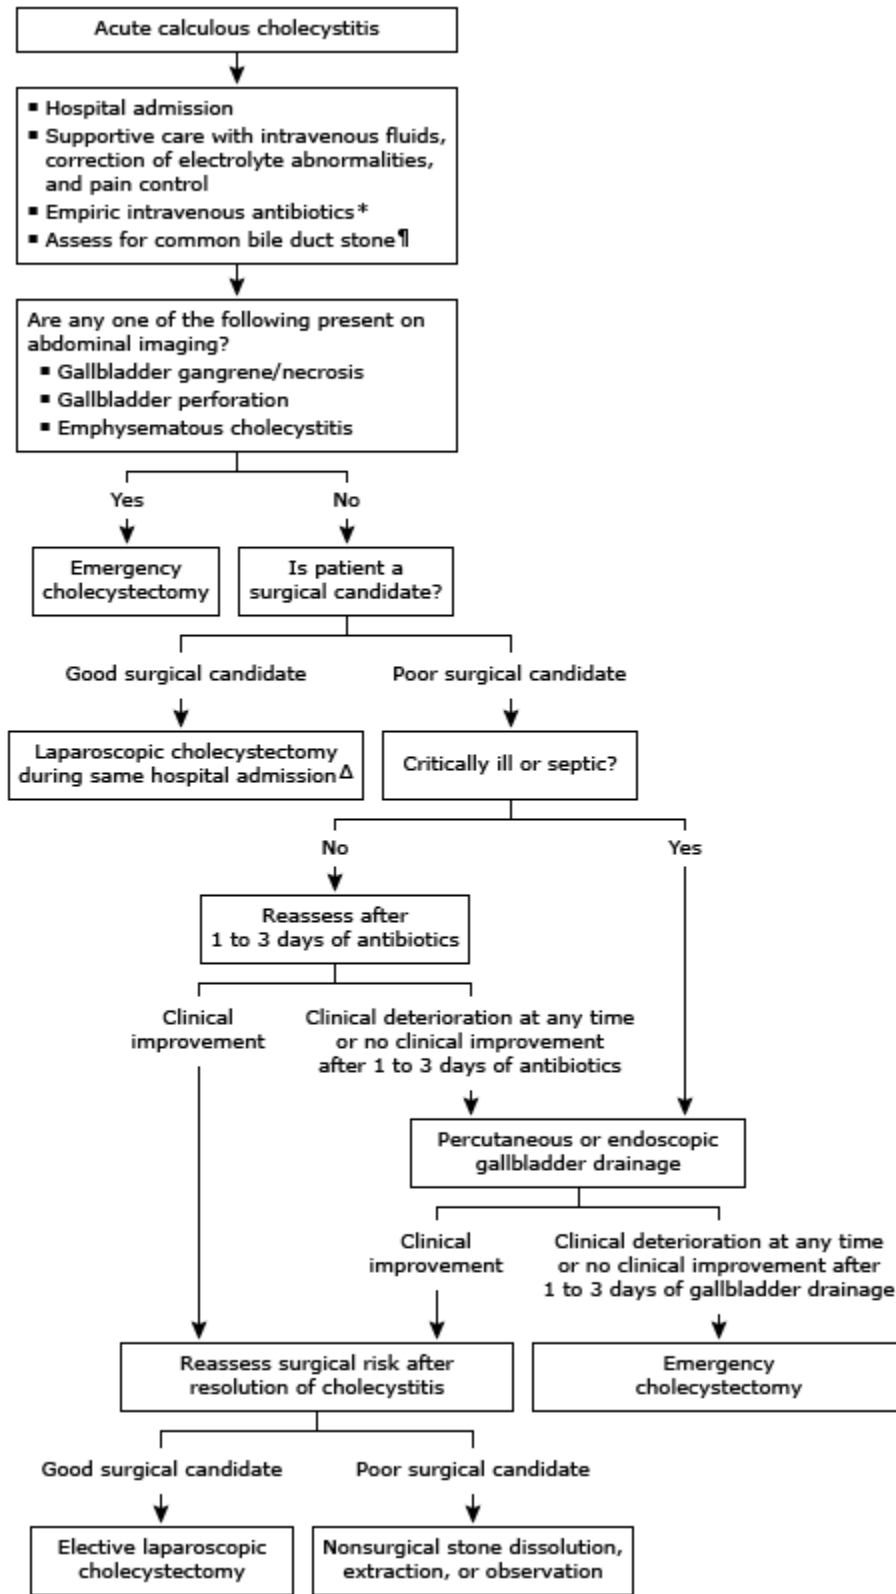 Acute calculous cholecystitis
▪ Hospital admission
▪ Supportive care with intravenous fluids,
correction of electrolyte abnormalities,
and pain control
▪ Empiric intravenous antibiotics*
▪ Assess for common bile duct stone¶
Are any one of the following present on
abdominal imaging?
▪ Gallbladder gangrene/necrosis
▪ Gallbladder perforation
▪ Emphysematous cholecystitis
Yes
No
Emergency
cholecystectomy
Is patient a
surgical candidate?
Good surgical candidate
Poor surgical candidate
Laparoscopic cholecystectomy
during same hospital admissionΔ
Critically ill or septic?
No
Yes
Reassess after
1 to 3 days of antibiotics
Clinical
improvement
Clinical deterioration at any time
or no clinical improvement
after 1 to 3 days of antibiotics
Percutaneous or endoscopic
gallbladder drainage
Clinical
improvement
Clinical deterioration at any time
or no clinical improvement after
1 to 3 days of gallbladder drainage
Reassess surgical risk after
resolution of cholecystitis
Emergency
cholecystectomy
Good surgical candidate
Poor surgical candidate
Elective laparoscopic
cholecystectomy
Nonsurgical stone dissolution,
extraction, or observation